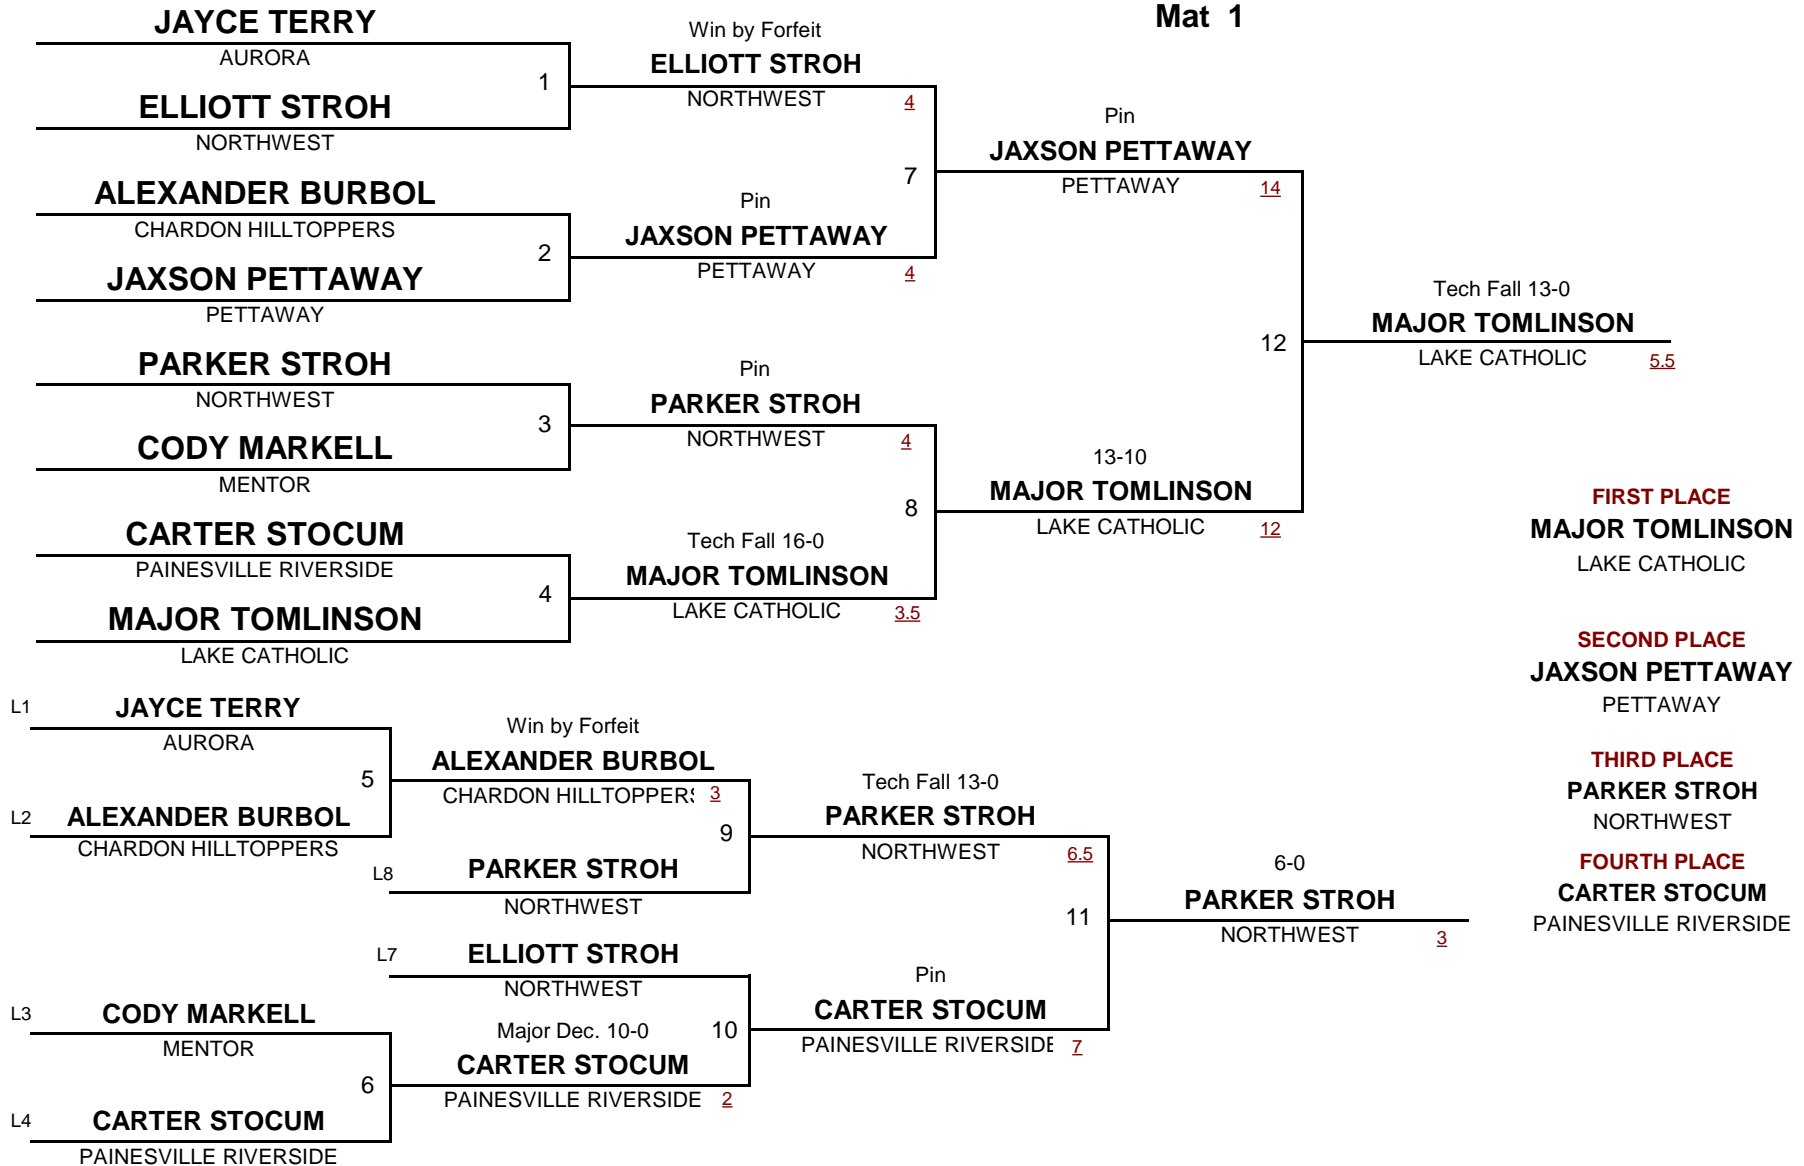 Mat 1
JAYCE TERRY
AURORA
1
ELLIOTT STROH
NORTHWEST
Win by Forfeit
ELLIOTT STROH
NORTHWEST
4
ALEXANDER BURBOL
CHARDON HILLTOPPERS
2
JAXSON PETTAWAY
PETTAWAY
Pin
JAXSON PETTAWAY
PETTAWAY
4
7
Pin
JAXSON PETTAWAY
PETTAWAY
14
PARKER STROH
NORTHWEST
3
CODY MARKELL
MENTOR
Pin
PARKER STROH
NORTHWEST
4
CARTER STOCUM
PAINESVILLE RIVERSIDE
4
MAJOR TOMLINSON
LAKE CATHOLIC
Tech Fall 16-0
MAJOR TOMLINSON
LAKE CATHOLIC
3.5
8
13-10
MAJOR TOMLINSON
LAKE CATHOLIC
12
12
Tech Fall 13-0
MAJOR TOMLINSON
LAKE CATHOLIC
5.5
L1
JAYCE TERRY
AURORA
5
L2
ALEXANDER BURBOL
CHARDON HILLTOPPERS
Win by Forfeit
ALEXANDER BURBOL
CHARDON HILLTOPPERS
3
9
L8
PARKER STROH
NORTHWEST
Tech Fall 13-0
PARKER STROH
NORTHWEST
6.5
L7
ELLIOTT STROH
NORTHWEST
10
L3
CODY MARKELL
MENTOR
6
L4
CARTER STOCUM
PAINESVILLE RIVERSIDE
Major Dec. 10-0
CARTER STOCUM
PAINESVILLE RIVERSIDE
2
Pin
CARTER STOCUM
PAINESVILLE RIVERSIDE
7
11
6-0
PARKER STROH
NORTHWEST
3
FIRST PLACE
MAJOR TOMLINSON
LAKE CATHOLIC
SECOND PLACE
JAXSON PETTAWAY
PETTAWAY
THIRD PLACE
PARKER STROH
NORTHWEST
FOURTH PLACE
CARTER STOCUM
PAINESVILLE RIVERSIDE